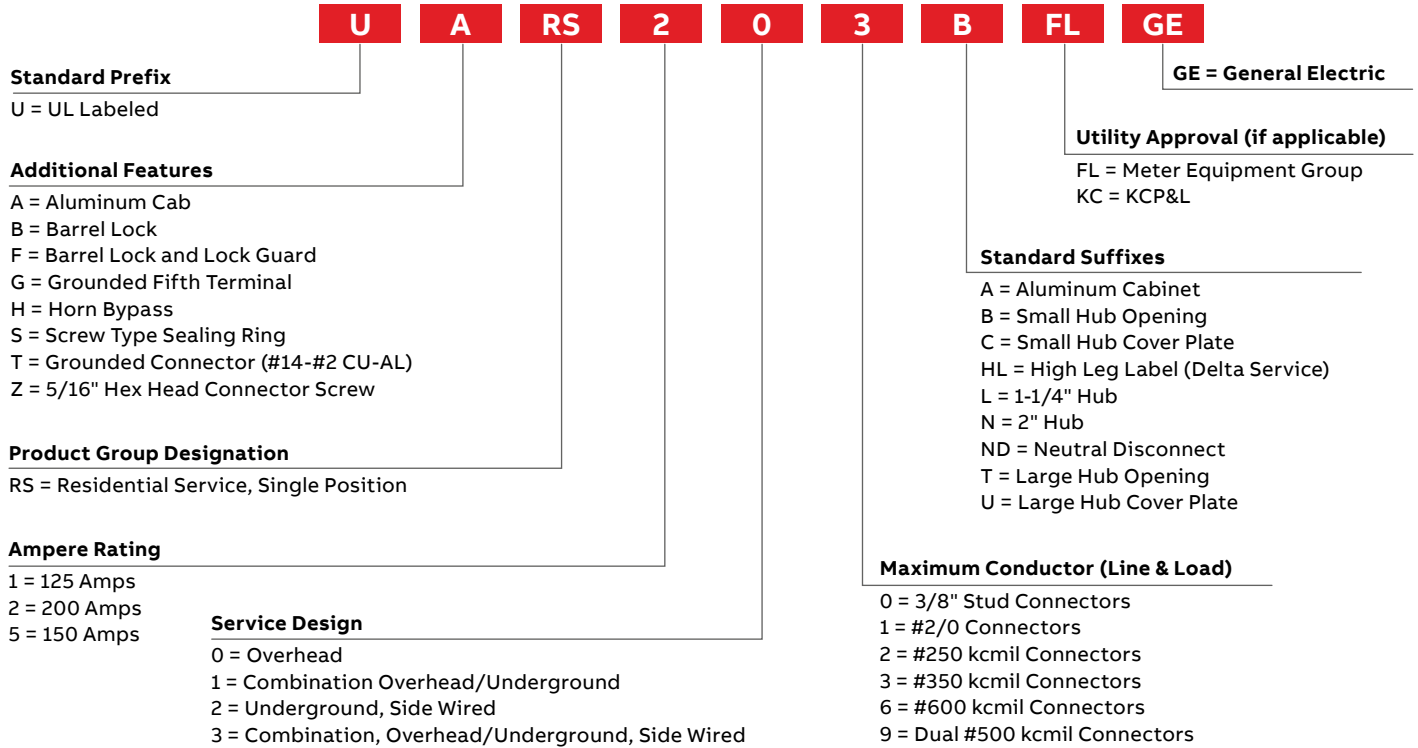 U A RS 2 0 3 B FL GE
Standard Prefix
U = UL Labeled
Additional Features
A = Aluminum Cab
B = Barrel Lock
F = Barrel Lock and Lock Guard
G = Grounded Fifth Terminal
H = Horn Bypass
S = Screw Type Sealing Ring
T = Grounded Connector (#14-#2 CU-AL)
Z = 5/16" Hex Head Connector Screw
Product Group Designation
RS = Residential Service, Single Position
Ampere Rating
1 = 125 Amps
2 = 200 Amps
5 = 150 Amps
Service Design
0 = Overhead
1 = Combination Overhead/Underground
2 = Underground, Side Wired
3 = Combination, Overhead/Underground, Side Wired
GE = General Electric
Utility Approval (if applicable)
FL = Meter Equipment Group
KC = KCP&L
Standard Suffixes
A = Aluminum Cabinet
B = Small Hub Opening
C = Small Hub Cover Plate
HL = High Leg Label (Delta Service)
L = 1-1/4" Hub
N = 2" Hub
ND = Neutral Disconnect
T = Large Hub Opening
U = Large Hub Cover Plate
Maximum Conductor (Line & Load)
0 = 3/8" Stud Connectors
1 = #2/0 Connectors
2 = #250 kcmil Connectors
3 = #350 kcmil Connectors
6 = #600 kcmil Connectors
9 = Dual #500 kcmil Connectors